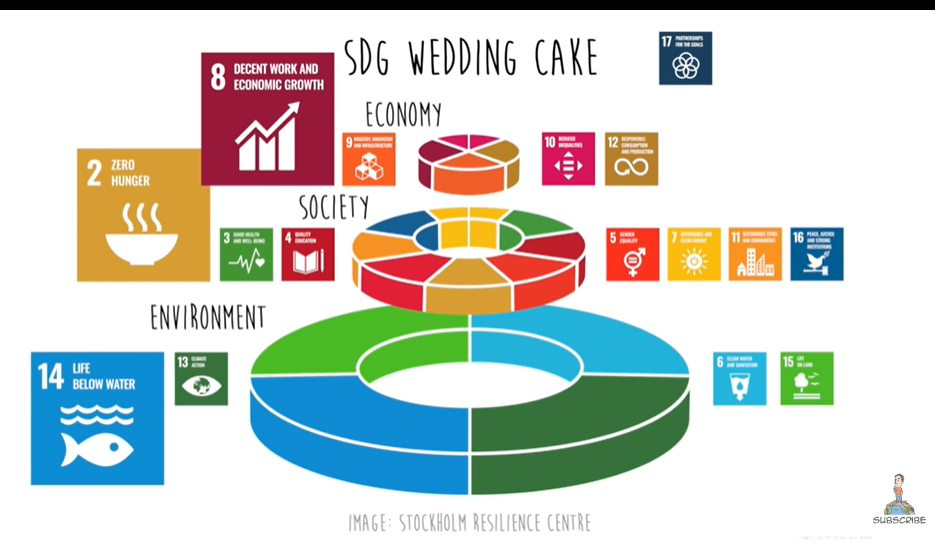 SDG WEDDING CAKE
17 PARTNERSHIPS
FOR THE GOALS
8 DECENT WORK AND
ECONOMIC GROWTH
ECONOMY
9 INDUSTRY, INNOVATION
AND INFRASTRUCTURE
10 REDUCED
INEQUALITIES
12 RESPONSIBLE
CONSUMPTION
AND PRODUCTION
2 ZERO
HUNGER
SOCIETY
3 GOOD HEALTH
AND WELL-BEING
4 QUALITY
EDUCATION
5 GENDER
EQUALITY
7 AFFORDABLE AND
CLEAN ENERGY
11 SUSTAINABLE CITIES
AND COMMUNITIES
16 PEACE, JUSTICE
AND STRONG
INSTITUTIONS
ENVIRONMENT
14 LIFE
BELOW WATER
13 CLIMATE
ACTION
6 CLEAN WATER
AND SANITATION
15 LIFE
ON LAND
IMAGE: STOCKHOLM RESILIENCE CENTRE
SUBSCRIBE